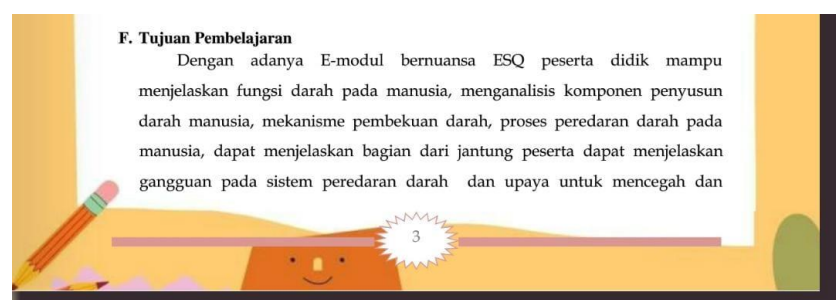 F. Tujuan Pembelajaran
Dengan adanya E-modul bernuansa ESQ peserta didik mampu
menjelaskan fungsi darah pada manusia, menganalisis komponen penyusun
darah manusia, mekanisme pembekuan darah, proses peredaran darah pada
manusia, dapat menjelaskan bagian dari jantung peserta dapat menjelaskan
gangguan pada sistem peredaran darah dan upaya untuk mencegah dan
3